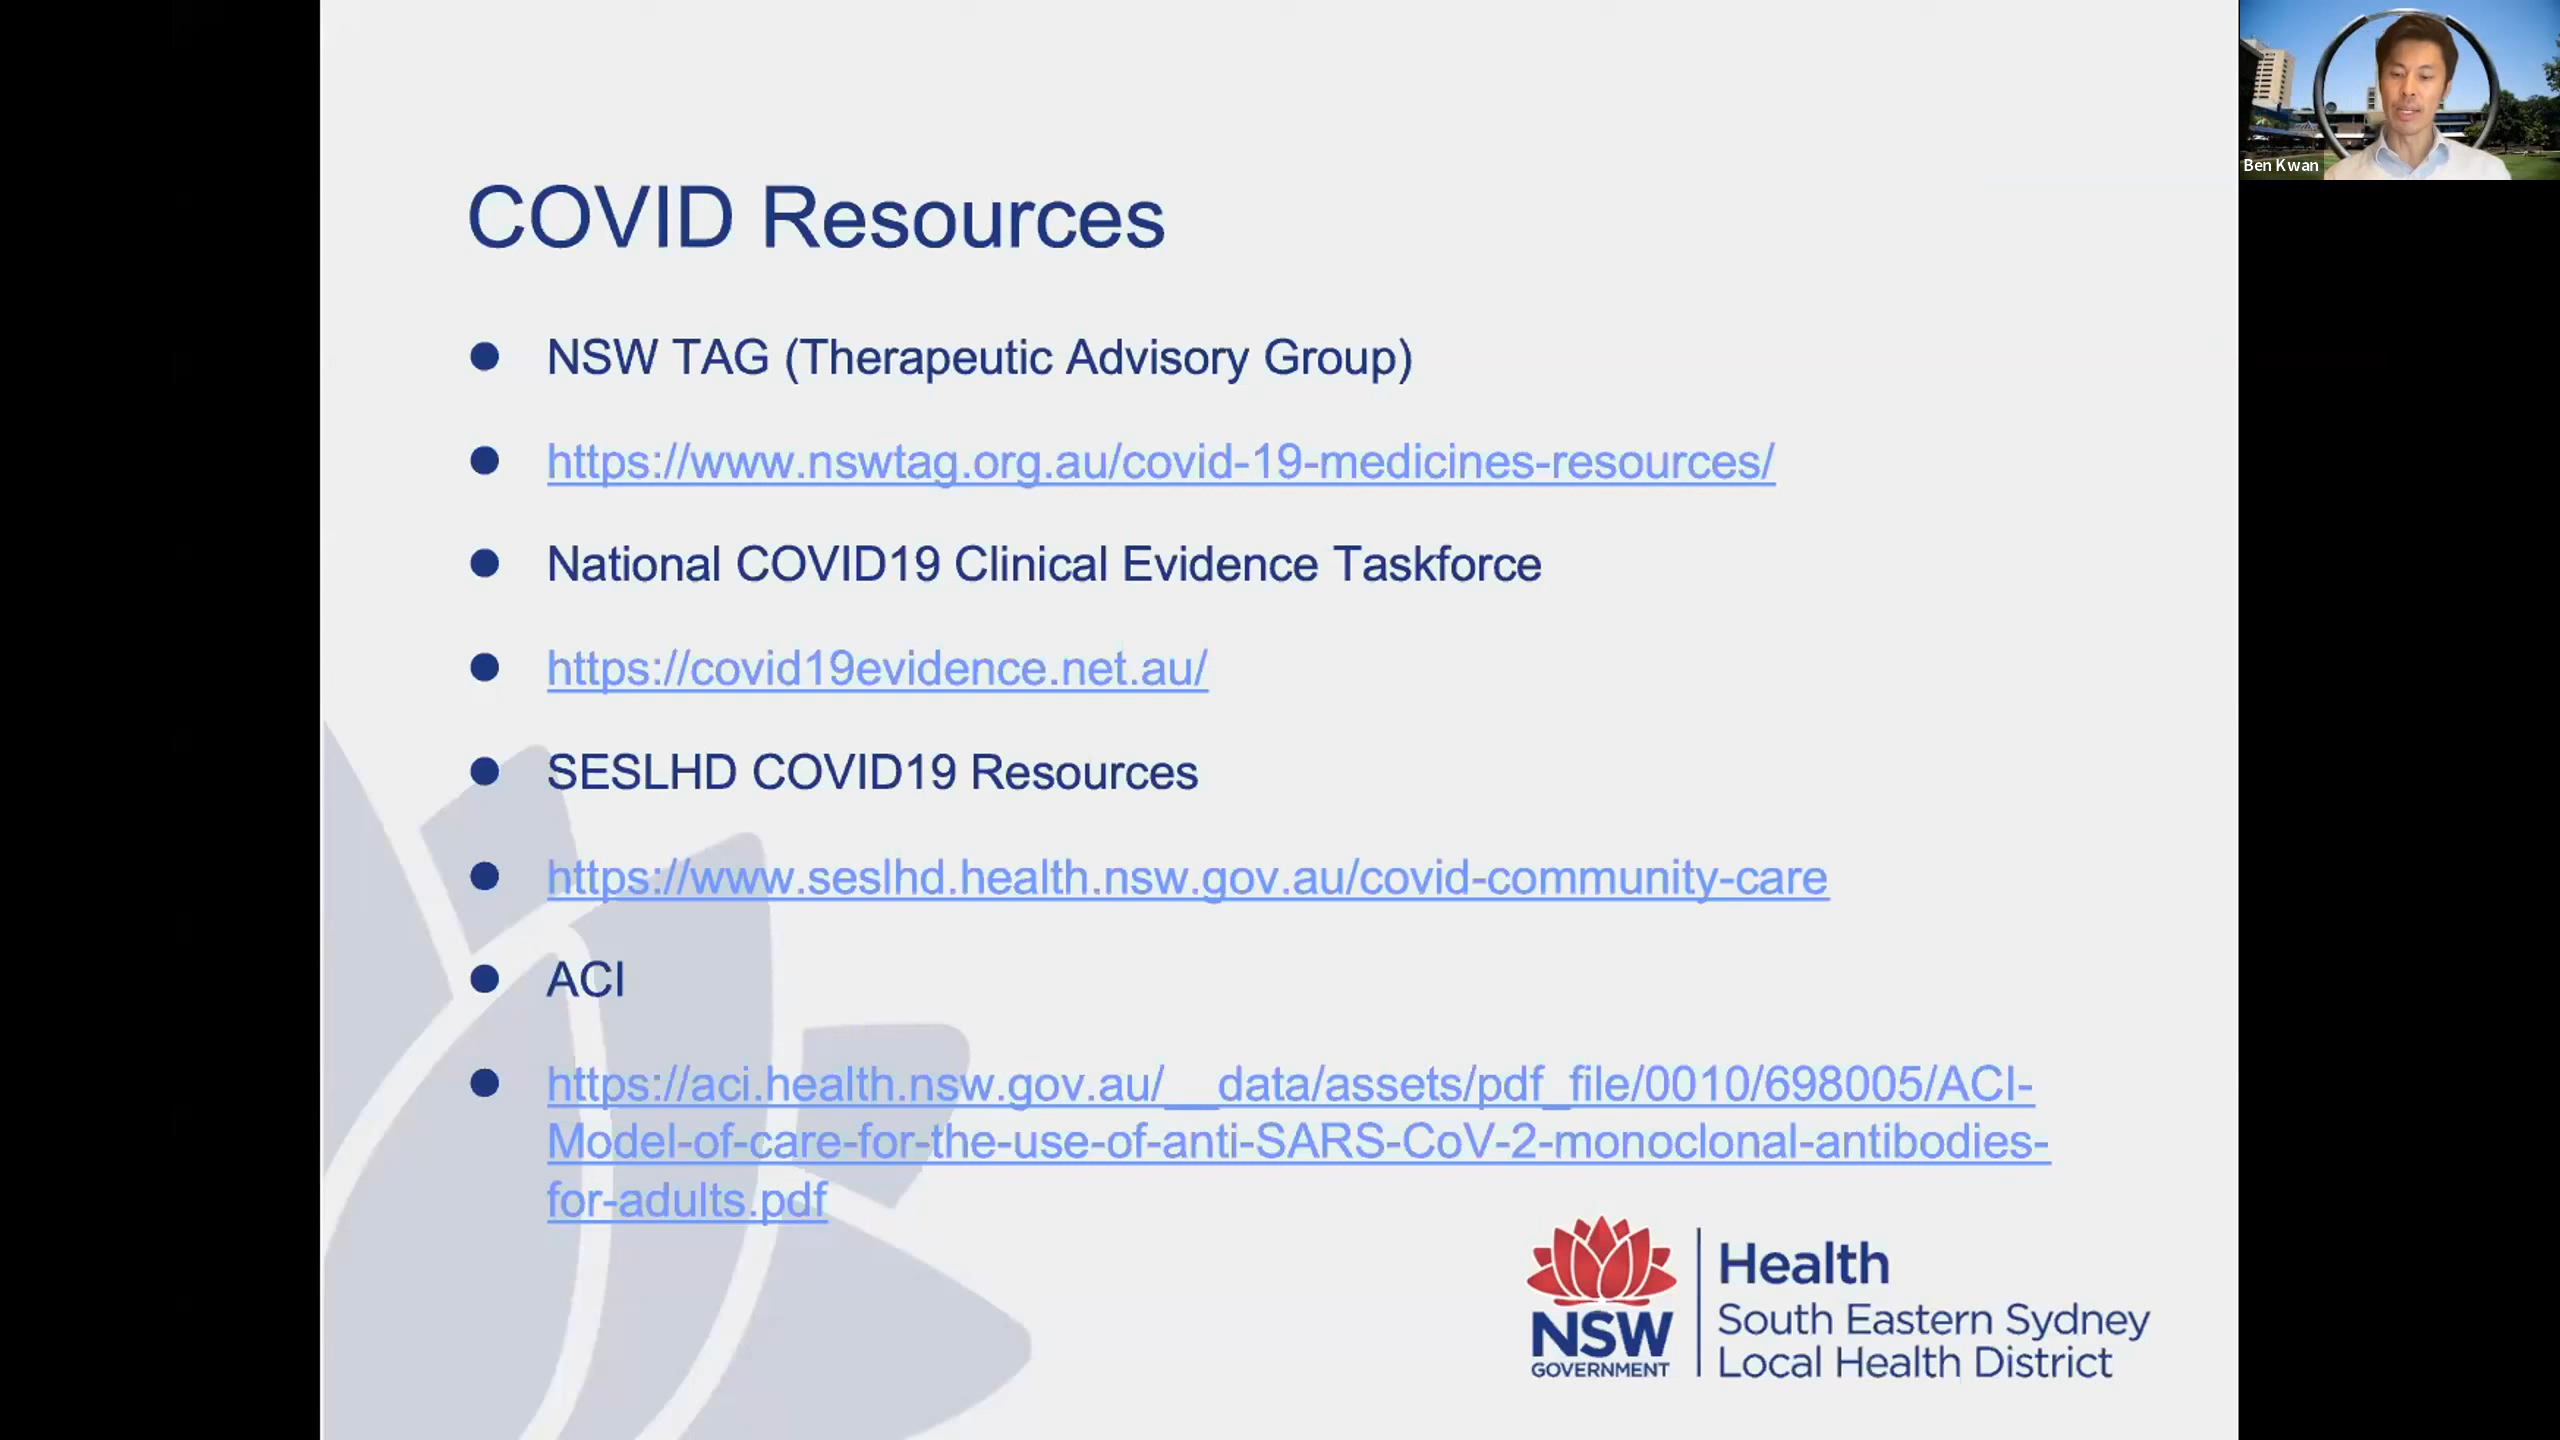 COVID Resources
NSW TAG (Therapeutic Advisory Group)
https://www.nswtag.org.au/covid-19-medicines-resources/
National COVID19 Clinical Evidence Taskforce
https://covid19evidence.net.au/
SESLHD COVID19 Resources
https://www.seslhd.health.nsw.gov.au/covid-community-care
ACI
https://aci.health.nsw.gov.au/__data/assets/pdf_file/0010/698005/ACI-
Model-of-care-for-the-use-of-anti-SARS-CoV-2-monoclonal-antibodies-
for-adults.pdf
NSW
GOVERNMENT
Health
South Eastern Sydney
Local Health District
Ben Kwan